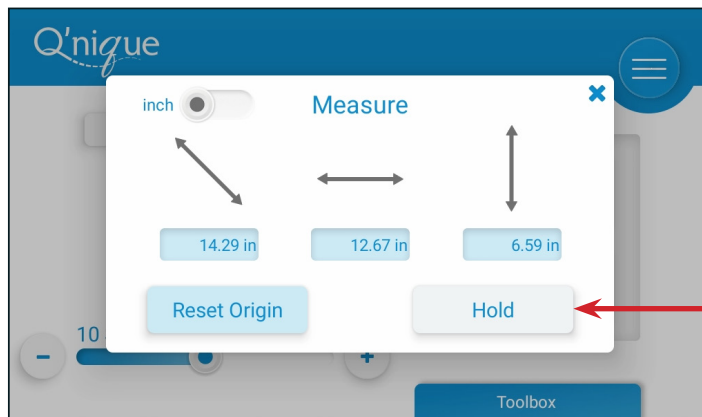 Q'nique
inch
Measure
14.29 in
12.67 in
6.59 in
Reset Origin
Hold
10
Toolbox